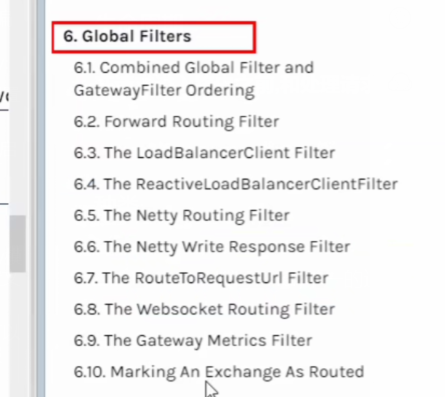 6. Global Filters
6.1. Combined Global Filter and
GatewayFilter Ordering
6.2. Forward Routing Filter
6.3. The LoadBalancerClient Filter
6.4. The ReactiveLoadBalancerClientFilter
6.5. The Netty Routing Filter
6.6. The Netty Write Response Filter
6.7. The RouteToRequestUrl Filter
6.8. The Websocket Routing Filter
6.9. The Gateway Metrics Filter
6.10. Marking An Exchange As Routed